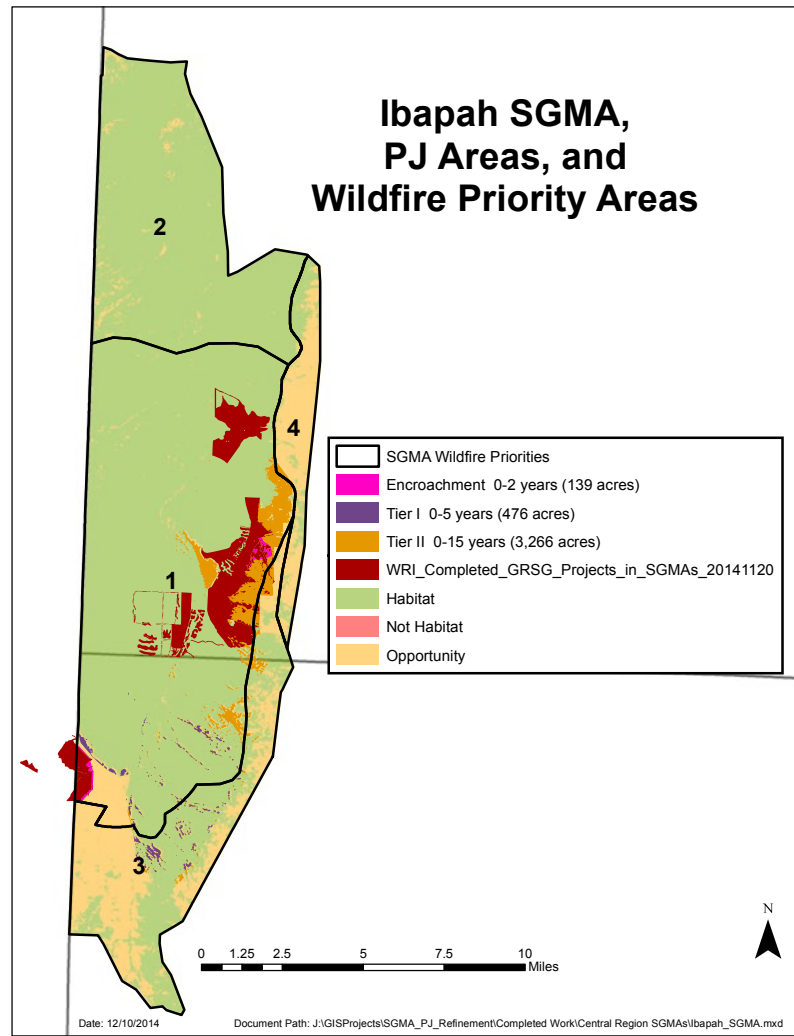 Ibapah SGMA,
PJ Areas, and
Wildfire Priority Areas
2
4
1
3
SGMA Wildfire Priorities
Encroachment 0-2 years (139 acres)
Tier I 0-5 years (476 acres)
Tier II 0-15 years (3,266 acres)
WRI_Completed_GRSG_Projects_in_SGMAs_20141120
Habitat
Not Habitat
Opportunity
N
0 1.25 2.5 5 7.5 10
Miles
Date: 12/10/2014
Document Path: J:\GISProjects\SGMA_PJ_Refinement\Completed Work\Central Region SGMAs\Ibapah_SGMA.mxd